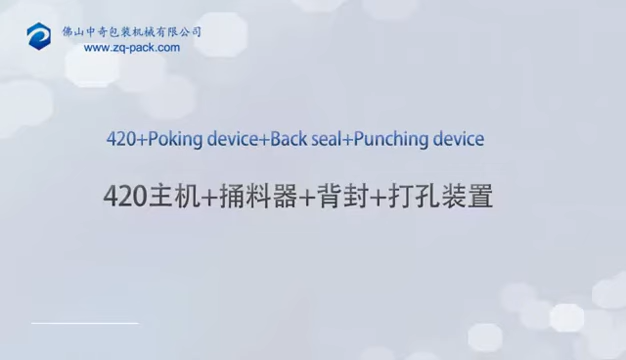 佛山中奇包装机械有限公司
www.zq-pack.com
420+Poking device+Back seal+Punching device
420主机+捅料器+背封+打孔装置